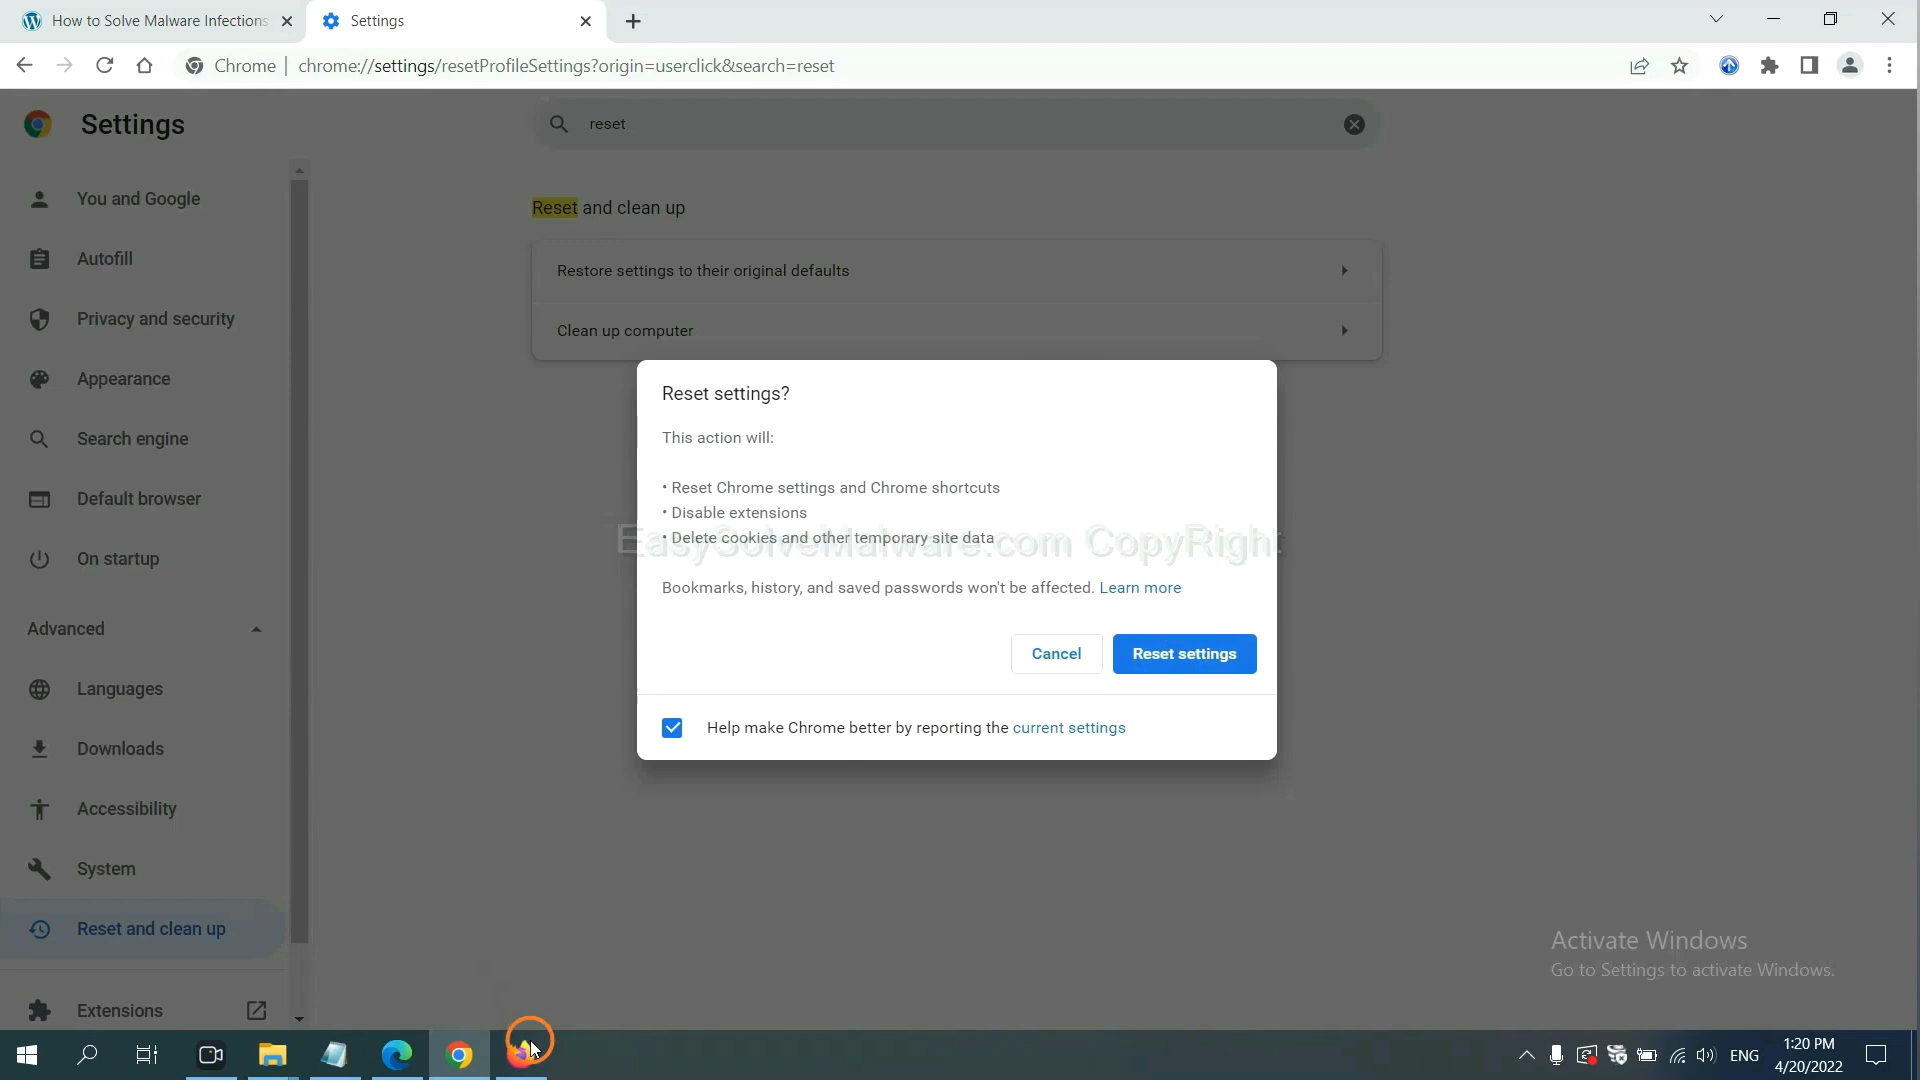 How to Solve Malware Infections
Settings
Chrome | chrome://settings/resetProfileSettings?origin=userclick&search=reset
Settings
reset
You and Google
Autofill
Privacy and security
Appearance
Search engine
Default browser
On startup
Advanced
Languages
Downloads
Accessibility
System
Reset and clean up
Extensions
Reset and clean up
Restore settings to their original defaults
Clean up computer
Reset settings?
This action will:
• Reset Chrome settings and Chrome shortcuts
• Disable extensions
• Delete cookies and other temporary site data
EasySolveMalware.com CopyRight
Bookmarks, history, and saved passwords won't be affected. Learn more
Cancel
Reset settings
Help make Chrome better by reporting the current settings
Activate Windows
Go to Settings to activate Windows.
ENG
1:20 PM
4/20/2022